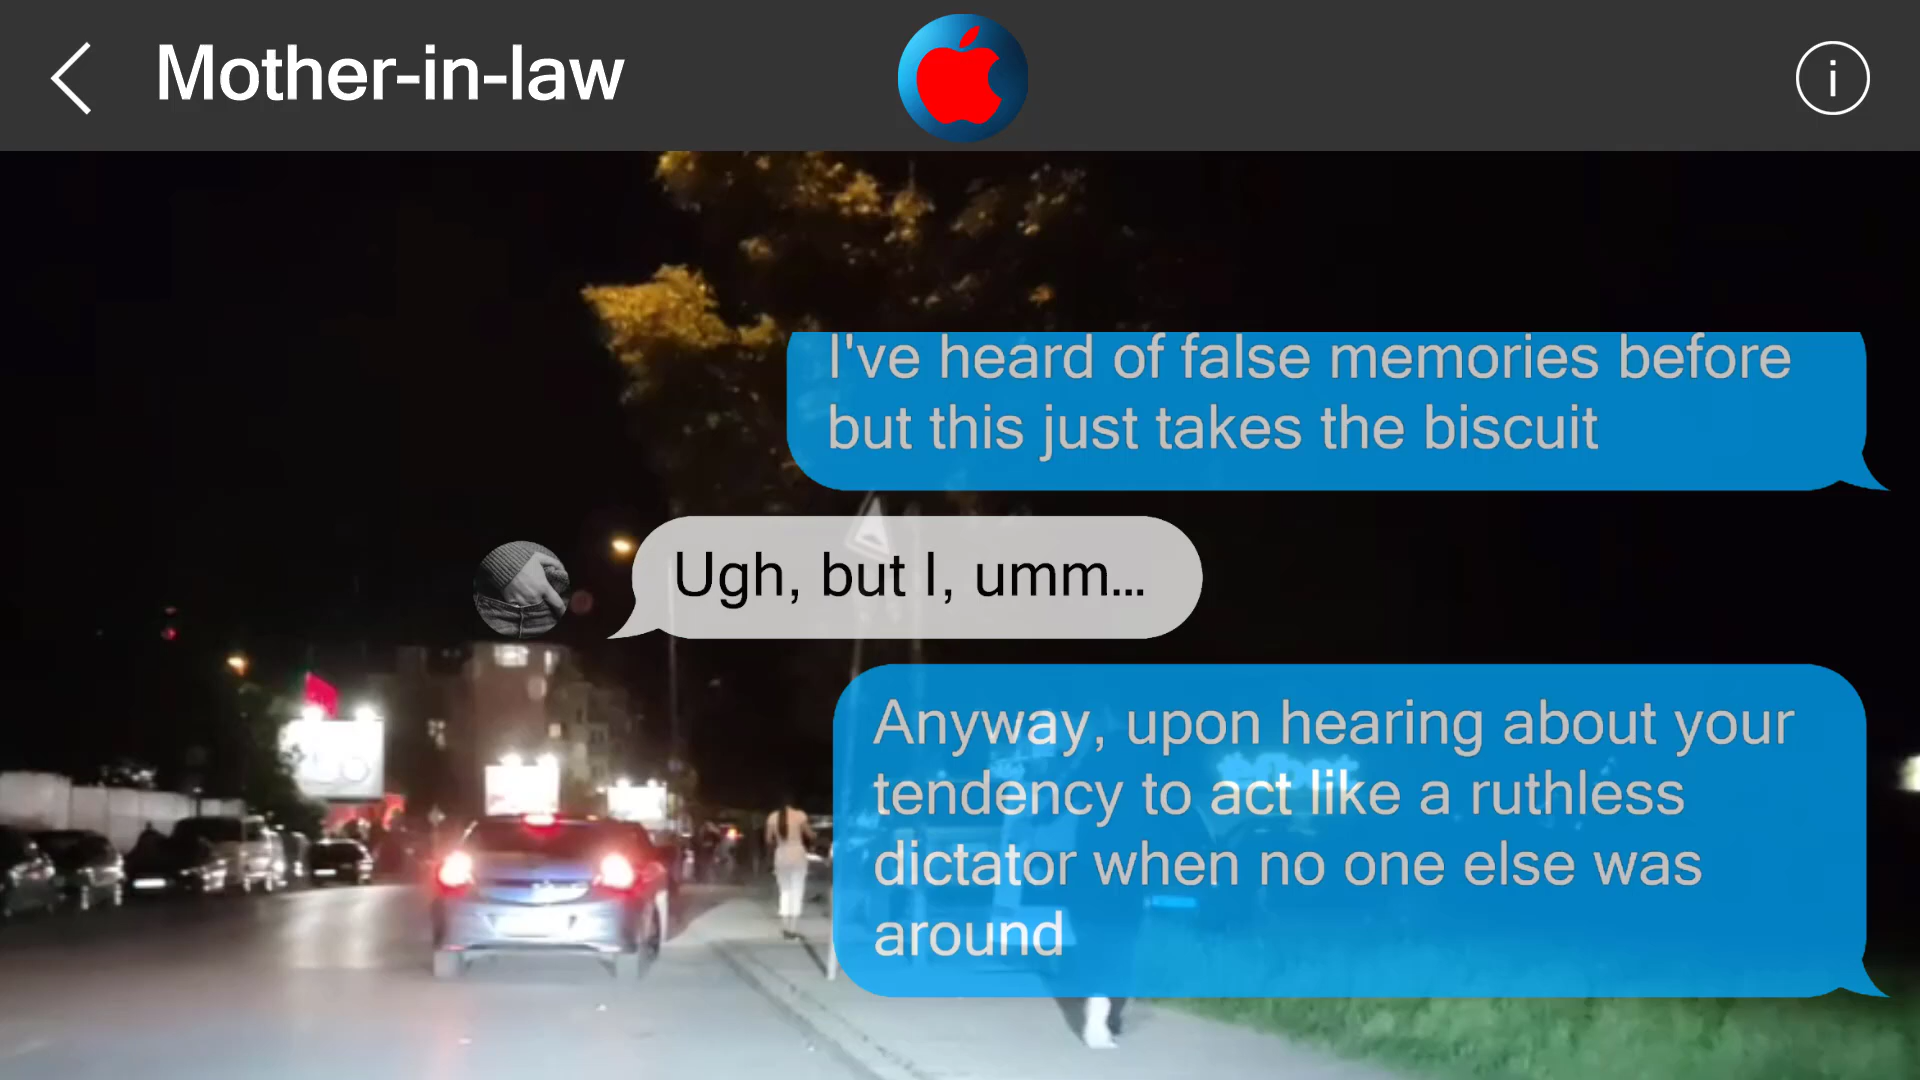 Mother-in-law
i
I've heard of false memories before
but this just takes the biscuit
Ugh, but I, umm...
Anyway, upon hearing about your
tendency to act like a ruthless
dictator when no one else was
around